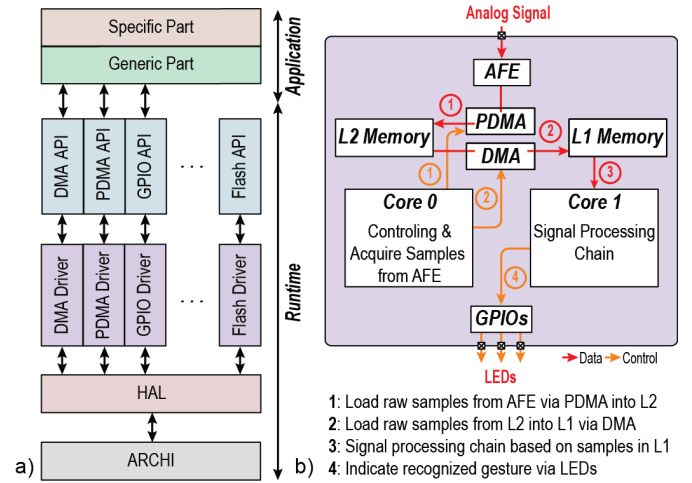 Specific Part
Generic Part
Application
DMA API
PDMA API
GPIO API
. . .
Flash API
DMA Driver
PDMA Driver
GPIO Driver
. . .
Flash Driver
Runtime
HAL
ARCHI
a)
Analog Signal
AFE
1
PDMA
2
L2 Memory
L1 Memory
DMA
1
2
3
Core 0
Controling &
Acquire Samples
from AFE
Core 1
Signal Processing
Chain
4
GPIOs
Data
Control
LEDs
b)
1: Load raw samples from AFE via PDMA into L2
2: Load raw samples from L2 into L1 via DMA
3: Signal processing chain based on samples in L1
4: Indicate recognized gesture via LEDs